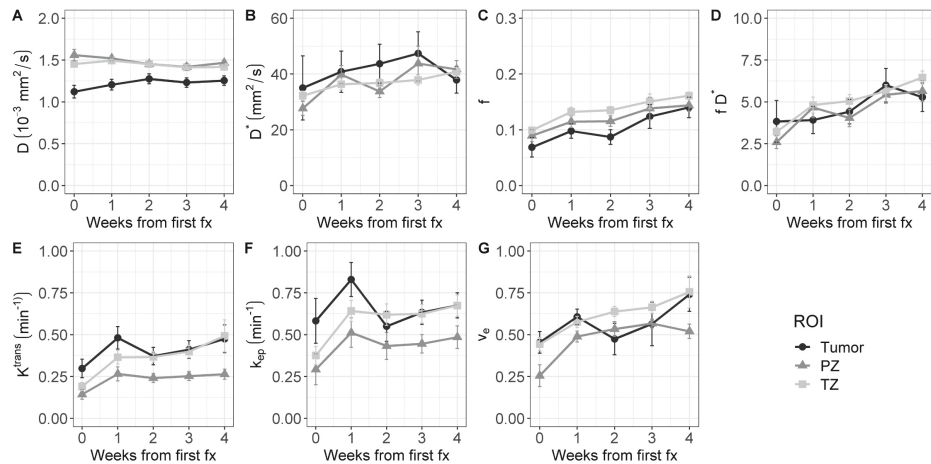 A
B
C
D
D (10⁻³ mm²/s)
2.0
1.5
1.0
0.5
0.0
0 1 2 3 4
Weeks from first fx
D* (mm²/s)
60
40
20
0
0 1 2 3 4
Weeks from first fx
f
0.3
0.2
0.1
0.0
0 1 2 3 4
Weeks from first fx
f D*
10.0
7.5
5.0
2.5
0.0
0 1 2 3 4
Weeks from first fx
E
F
G
Kᵗʳᵃⁿˢ (min⁻¹⁾)
1.00
0.75
0.50
0.25
0.00
0 1 2 3 4
Weeks from first fx
kₑₚ (min⁻¹)
1.00
0.75
0.50
0.25
0.00
0 1 2 3 4
Weeks from first fx
vₑ
1.00
0.75
0.50
0.25
0.00
0 1 2 3 4
Weeks from first fx
ROI
Tumor
PZ
TZ